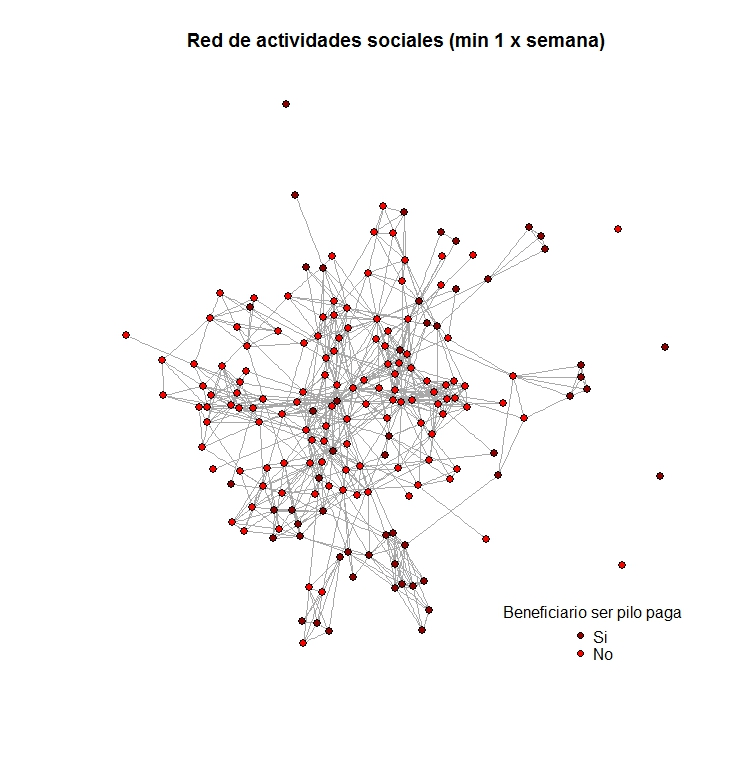 Red de actividades sociales (min 1 x semana)
Beneficiario ser pilo paga
Si
No